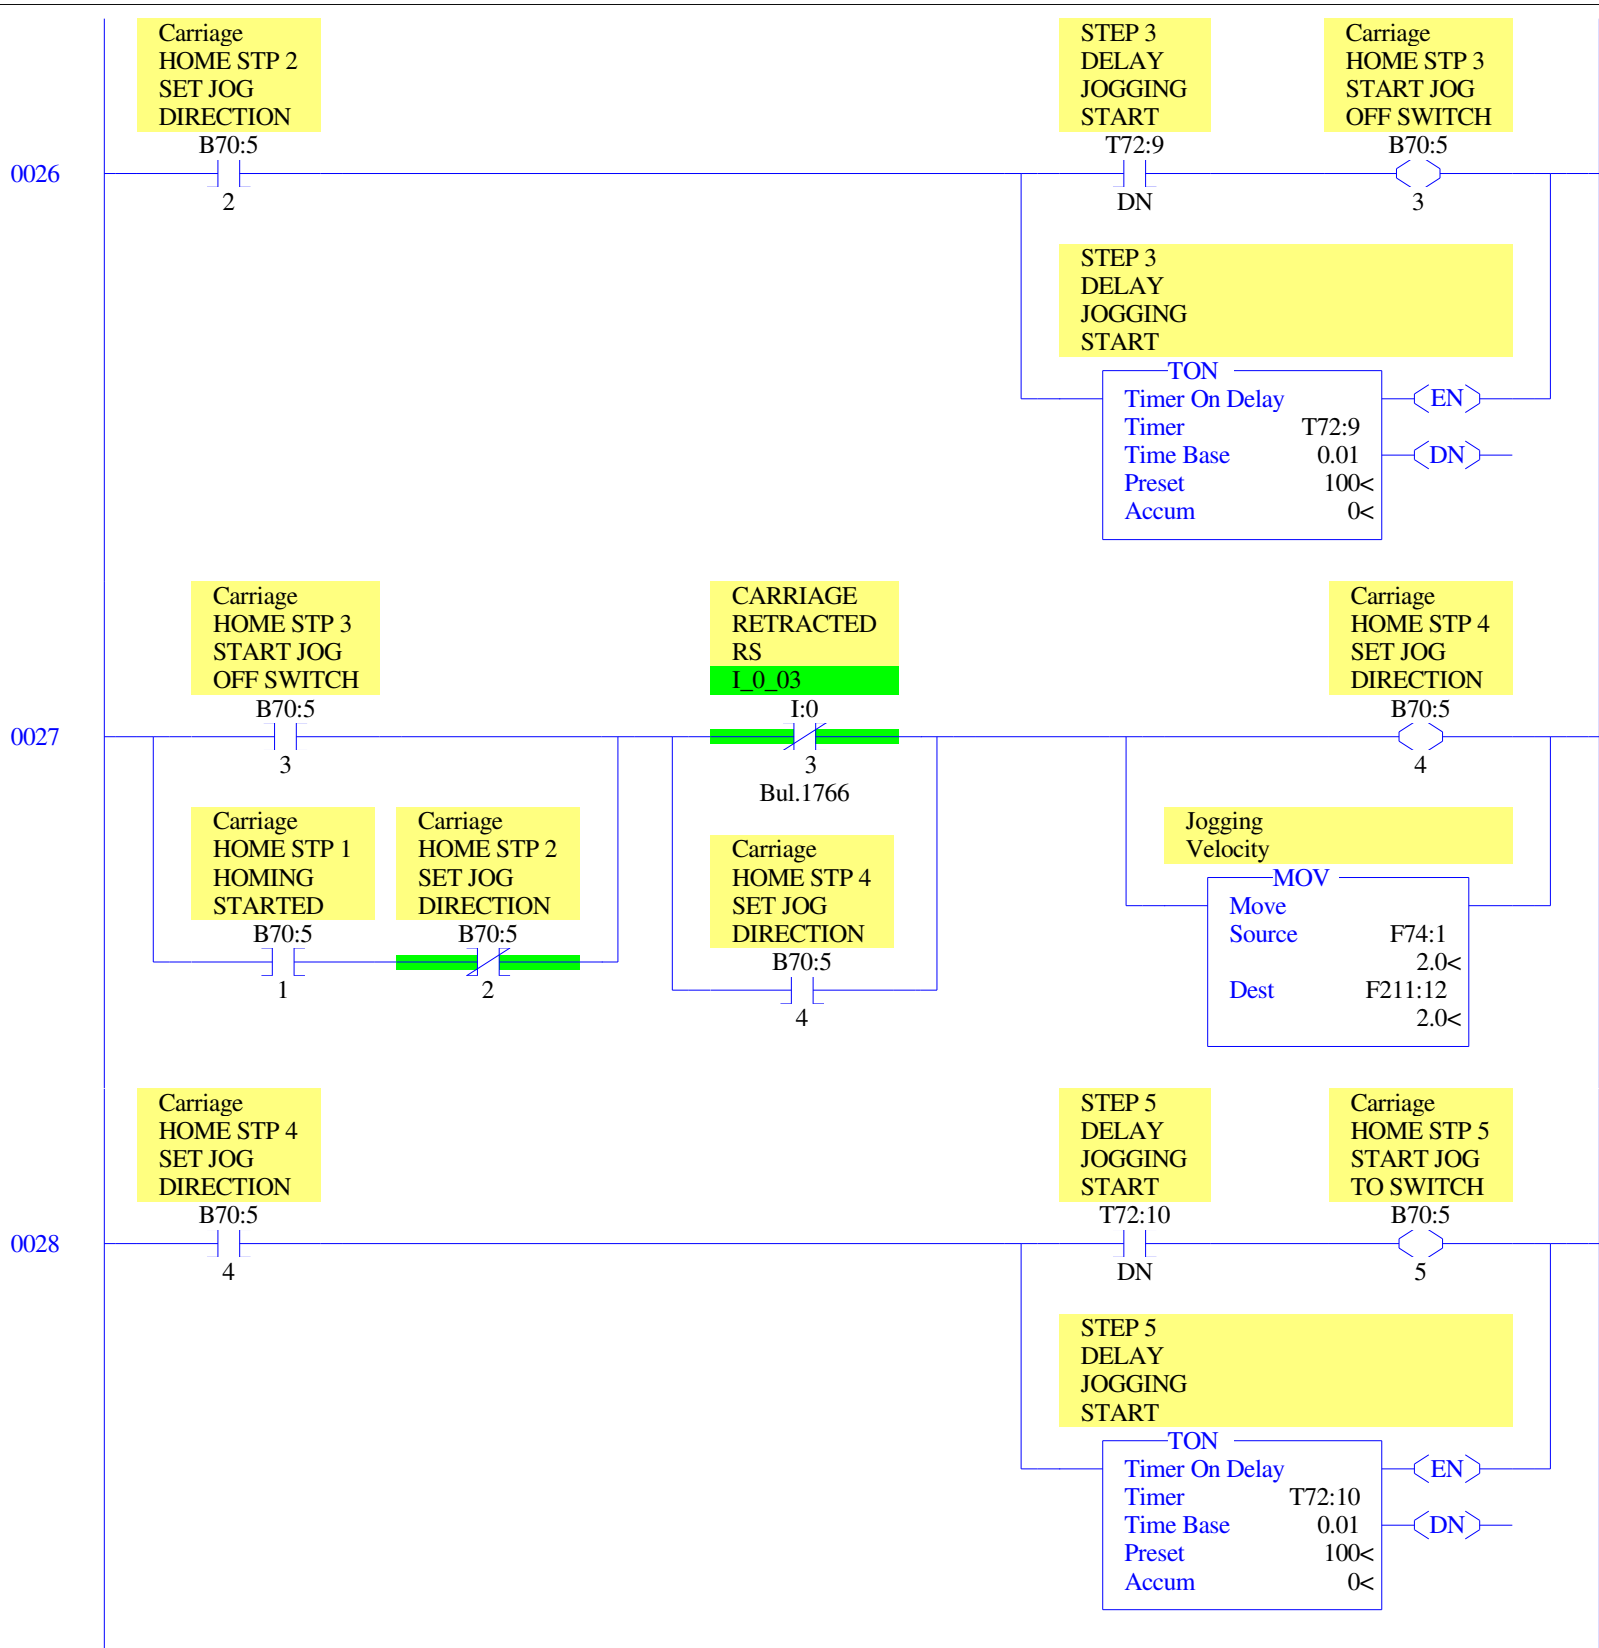 Carriage
HOME STP 2
SET JOG
DIRECTION
B70:5
2
STEP 3
DELAY
JOGGING
START
T72:9
DN
Carriage
HOME STP 3
START JOG
OFF SWITCH
B70:5
3
0026
STEP 3
DELAY
JOGGING
START
TON
Timer On Delay
Timer T72:9
Time Base 0.01
Preset 100<
Accum 0<
EN
DN
0027
Carriage
HOME STP 3
START JOG
OFF SWITCH
B70:5
3
CARRIAGE
RETRACTED
RS
I_0_03
I:0
3
Bul.1766
Carriage
HOME STP 4
SET JOG
DIRECTION
B70:5
4
Carriage
HOME STP 1
HOMING
STARTED
B70:5
1
Carriage
HOME STP 2
SET JOG
DIRECTION
B70:5
2
Carriage
HOME STP 4
SET JOG
DIRECTION
B70:5
4
Jogging
Velocity
MOV
Move
Source F74:1
2.0<
Dest F211:12
2.0<
0028
Carriage
HOME STP 4
SET JOG
DIRECTION
B70:5
4
STEP 5
DELAY
JOGGING
START
T72:10
DN
Carriage
HOME STP 5
START JOG
TO SWITCH
B70:5
5
STEP 5
DELAY
JOGGING
START
TON
Timer On Delay
Timer T72:10
Time Base 0.01
Preset 100<
Accum 0<
EN
DN